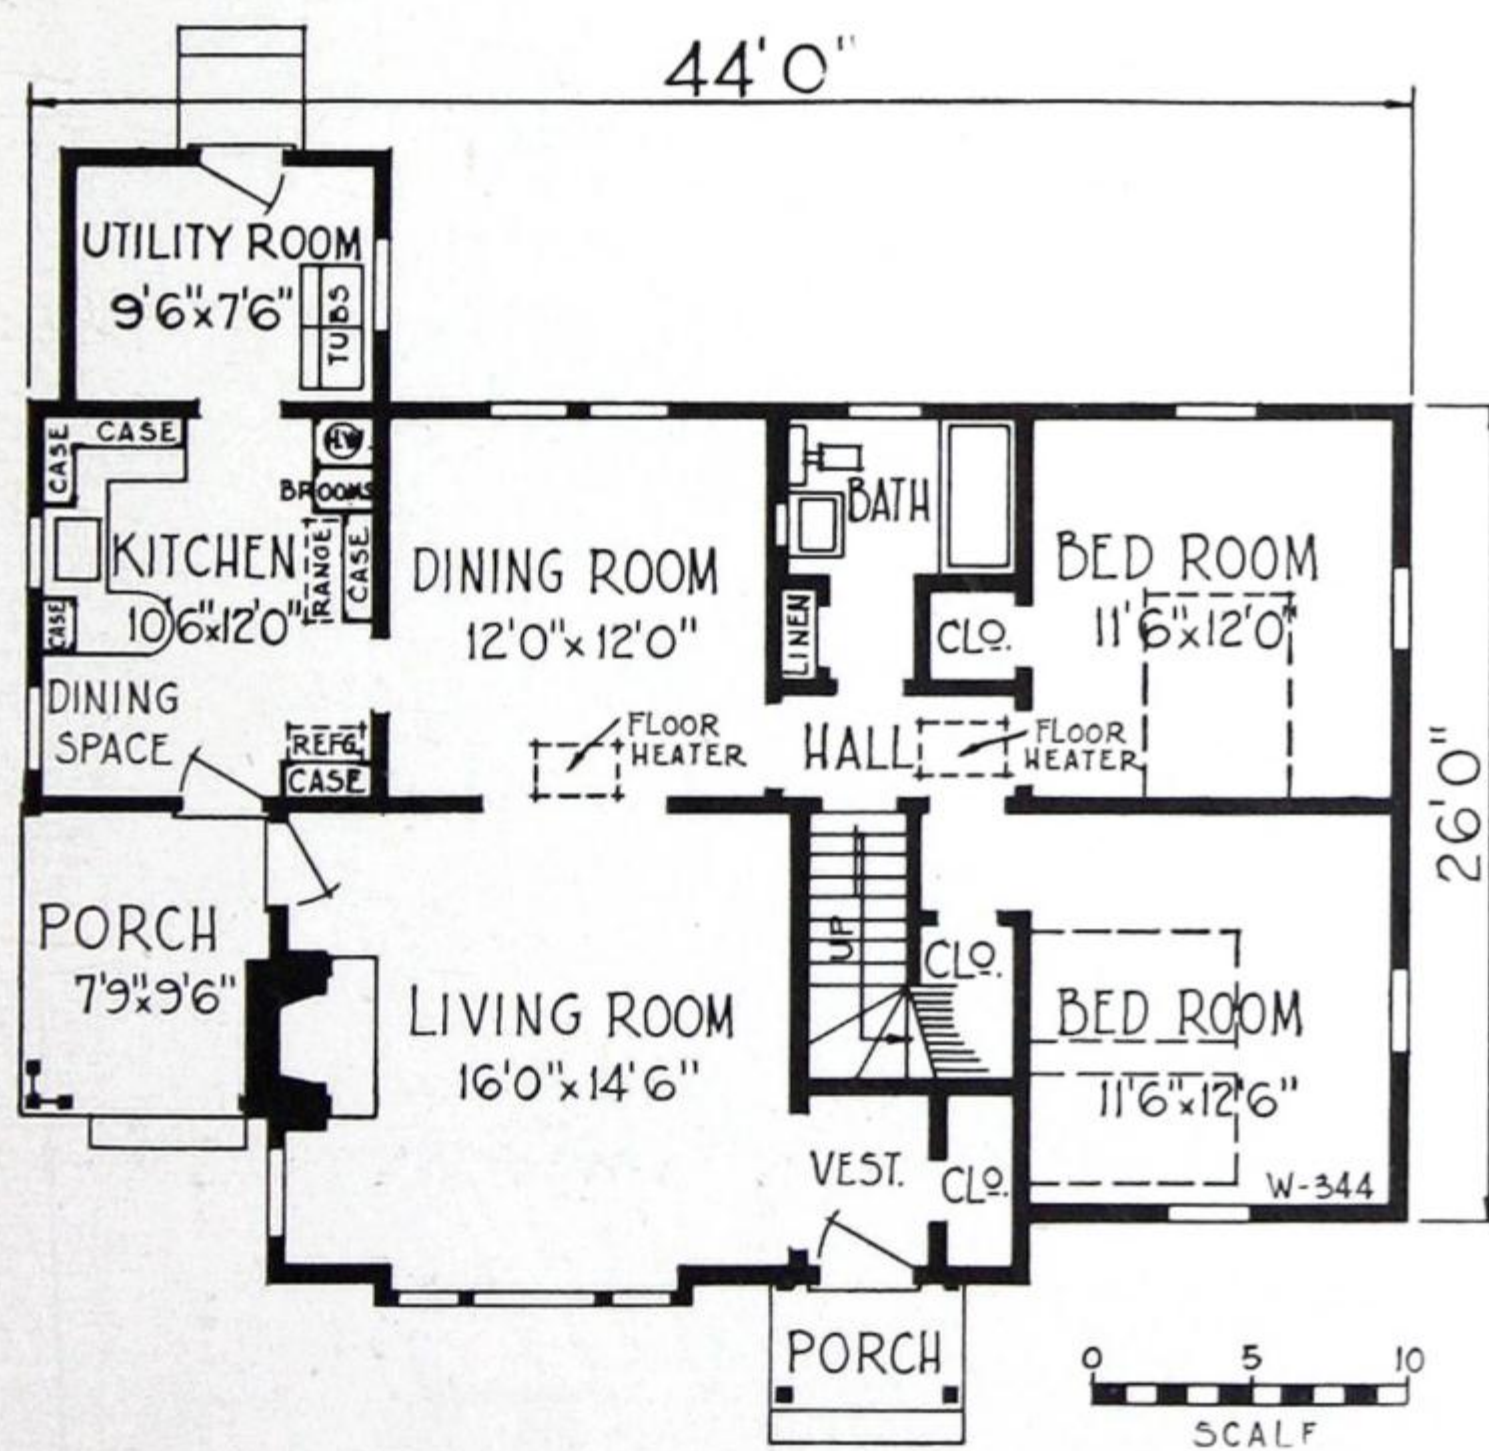 44'0"
UTILITY ROOM
9'6"x7'6"
TUBS
CASE
CASE
H.W.
BROOMS
KITCHEN
10'6"x12'0"
RANGE
CASE
CASE
DINING
SPACE
REFG.
CASE
DINING ROOM
12'0"x12'0"
FLOOR
HEATER
BATH
LINEN
CLO.
HALL
FLOOR
HEATER
BED ROOM
11'6"x12'0"
26'0"
PORCH
7'9"x9'6"
LIVING ROOM
16'0"x14'6"
UP
CLO.
BED ROOM
11'6"x12'6"
VEST.
CLO.
W-344
PORCH
0 5 10
SCALE